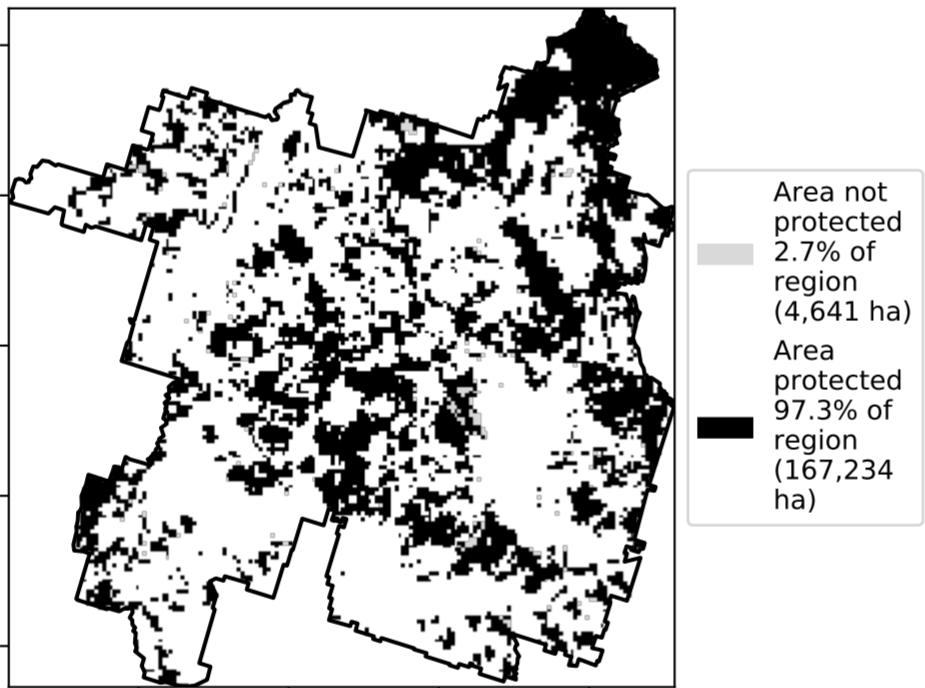 Area not
protected
2.7% of
region
(4,641 ha)
Area
protected
97.3% of
region
(167,234
ha)